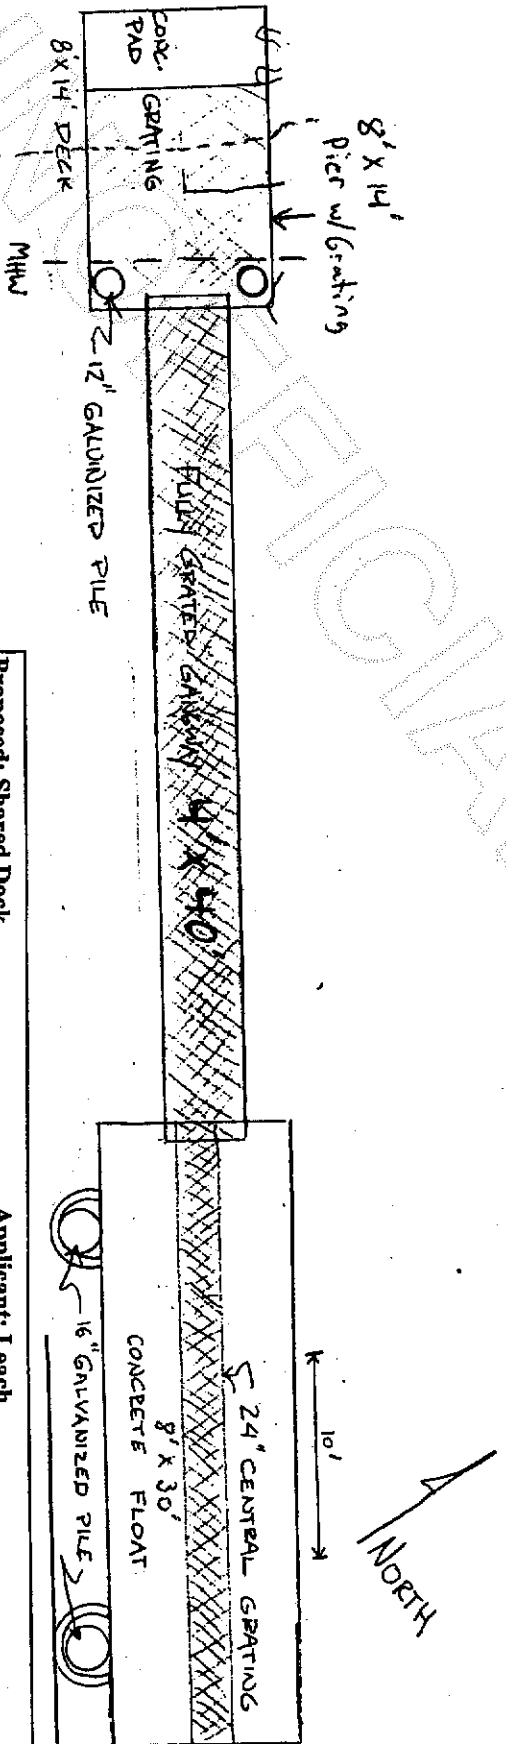 CONC.
PAD
GRATING
8'X14' DECK
8' X 14'
Pier w/Grating
MHW
12" GALVINIZED PILE
FULLY GRATED GANGWAY 4' X 40'
24" CENTRAL GRATING
CONCRETE FLOAT
8' X 30'
16" GALVANIZED PILE
10'
NORTH
Proposed: Shared Dock
Applicant: Leach